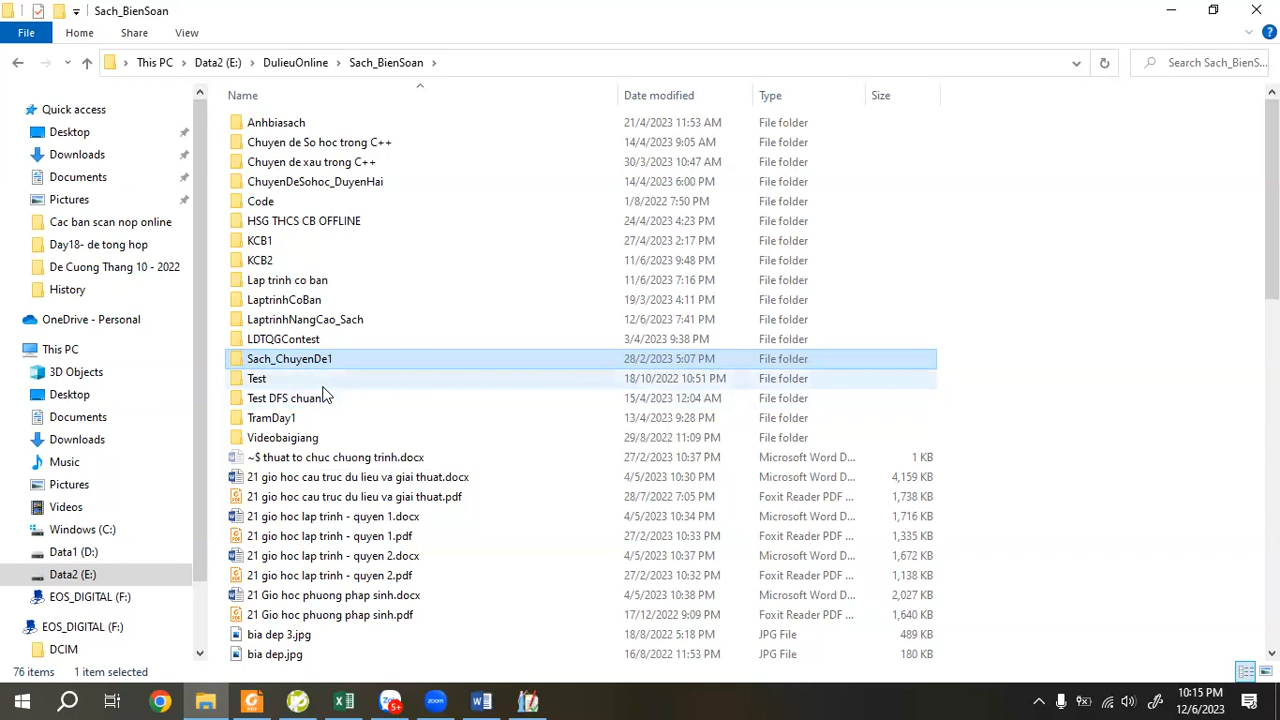 Sach_BienSoan
File
Home
Share
View
This PC
Data2 (E:)
DulieuOnline
Sach_BienSoan
Search Sach_BienS...
Quick access
Desktop
Downloads
Documents
Pictures
Cac ban scan nop online
Day18- de tong hop
De Cuong Thang 10 - 2022
History
OneDrive - Personal
This PC
3D Objects
Desktop
Documents
Downloads
Music
Pictures
Videos
Windows (C:)
Data1 (D:)
Data2 (E:)
EOS_DIGITAL (F:)
EOS_DIGITAL (F:)
DCIM
Name Date modified Type Size
Anhbiasach 21/4/2023 11:53 AM File folder
Chuyen de So hoc trong C++ 14/4/2023 9:05 AM File folder
Chuyen de xau trong C++ 30/3/2023 10:47 AM File folder
ChuyenDeSohoc_DuyenHai 14/4/2023 6:00 PM File folder
Code 1/8/2022 7:50 PM File folder
HSG THCS CB OFFLINE 24/4/2023 4:23 PM File folder
KCB1 27/4/2023 2:17 PM File folder
KCB2 11/6/2023 9:48 PM File folder
Lap trinh co ban 11/6/2023 7:16 PM File folder
LaptrinhCoBan 19/3/2023 4:11 PM File folder
LaptrinhNangCao_Sach 12/6/2023 7:41 PM File folder
LDTQGContest 3/4/2023 9:38 PM File folder
Sach_ChuyenDe1 28/2/2023 5:07 PM File folder
Test 18/10/2022 10:51 PM File folder
Test DFS chuan 15/4/2023 12:04 AM File folder
TramDay1 13/4/2023 9:28 PM File folder
Videobaigiang 29/8/2022 11:09 PM File folder
~$ thuat to chuc chuong trinh.docx 27/2/2023 10:37 PM Microsoft Word D... 1 KB
21 gio hoc cau truc du lieu va giai thuat.docx 4/5/2023 10:30 PM Microsoft Word D... 4,159 KB
21 gio hoc cau truc du lieu va giai thuat.pdf 28/7/2022 7:05 PM Foxit Reader PDF ... 1,738 KB
21 gio hoc lap trinh - quyen 1.docx 4/5/2023 10:34 PM Microsoft Word D... 1,716 KB
21 gio hoc lap trinh - quyen 1.pdf 27/2/2023 10:33 PM Foxit Reader PDF ... 1,335 KB
21 gio hoc lap trinh - quyen 2.docx 4/5/2023 10:37 PM Microsoft Word D... 1,672 KB
21 gio hoc lap trinh - quyen 2.pdf 27/2/2023 10:32 PM Foxit Reader PDF ... 1,138 KB
21 Gio hoc phuong phap sinh.docx 4/5/2023 10:38 PM Microsoft Word D... 2,027 KB
21 Gio hoc phuong phap sinh.pdf 17/12/2022 9:09 PM Foxit Reader PDF ... 1,640 KB
bia dep 3.jpg 18/8/2022 5:18 PM JPG File 489 KB
bia dep.jpg 16/8/2022 11:53 PM JPG File 180 KB
76 items 1 item selected
zoom
5+
10:15 PM
12/6/2023